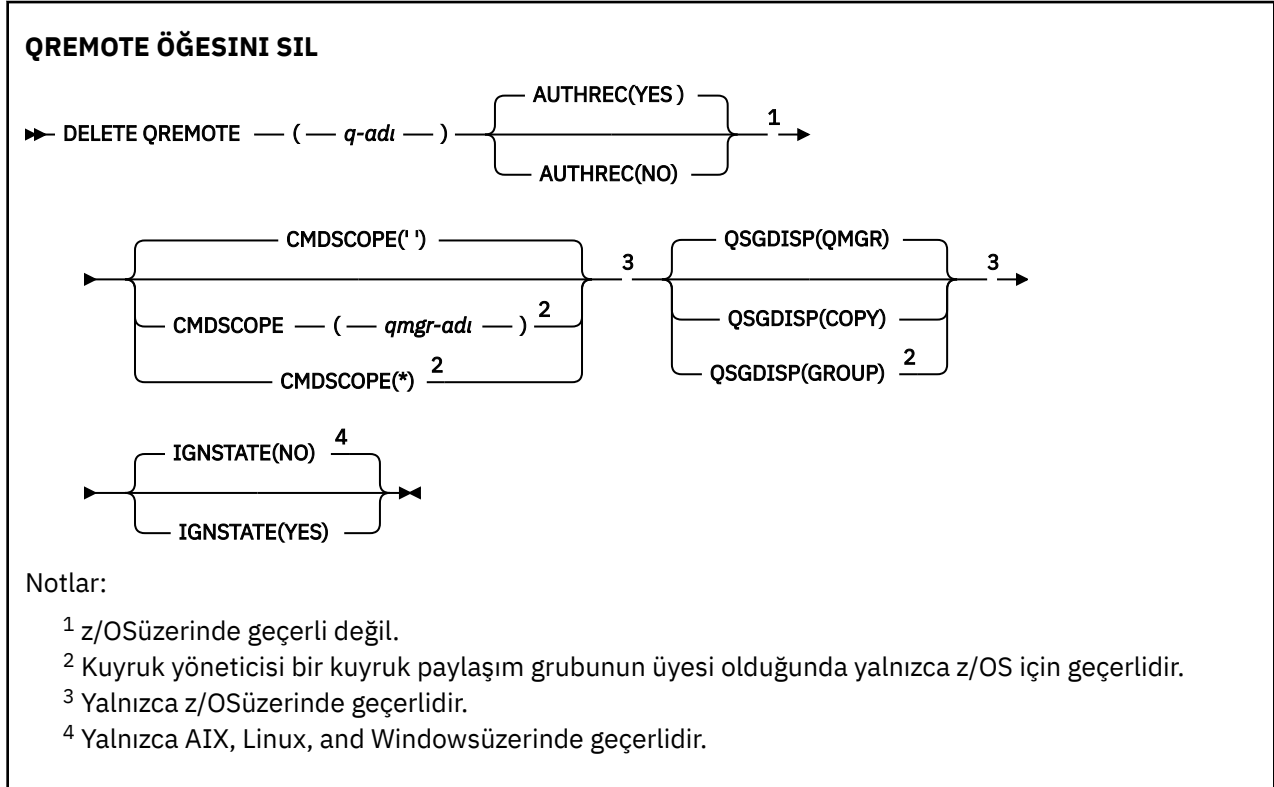 QREMOTE ÖĞESINI SIL
AUTHREC(YES )
DELETE QREMOTE ( q-adı ) 1
AUTHREC(NO)
CMDSCOPE(' ') QSGDISP(QMGR)
3 3
CMDSCOPE ( qmgr-adı ) 2 QSGDISP(COPY)
CMDSCOPE(*) 2 QSGDISP(GROUP) 2
IGNSTATE(NO) 4
IGNSTATE(YES)
Notlar:
1 z/OSüzerinde geçerli değil.
2 Kuyruk yöneticisi bir kuyruk paylaşım grubunun üyesi olduğunda yalnızca z/OS için geçerlidir.
3 Yalnızca z/OSüzerinde geçerlidir.
4 Yalnızca AIX, Linux, and Windowsüzerinde geçerlidir.